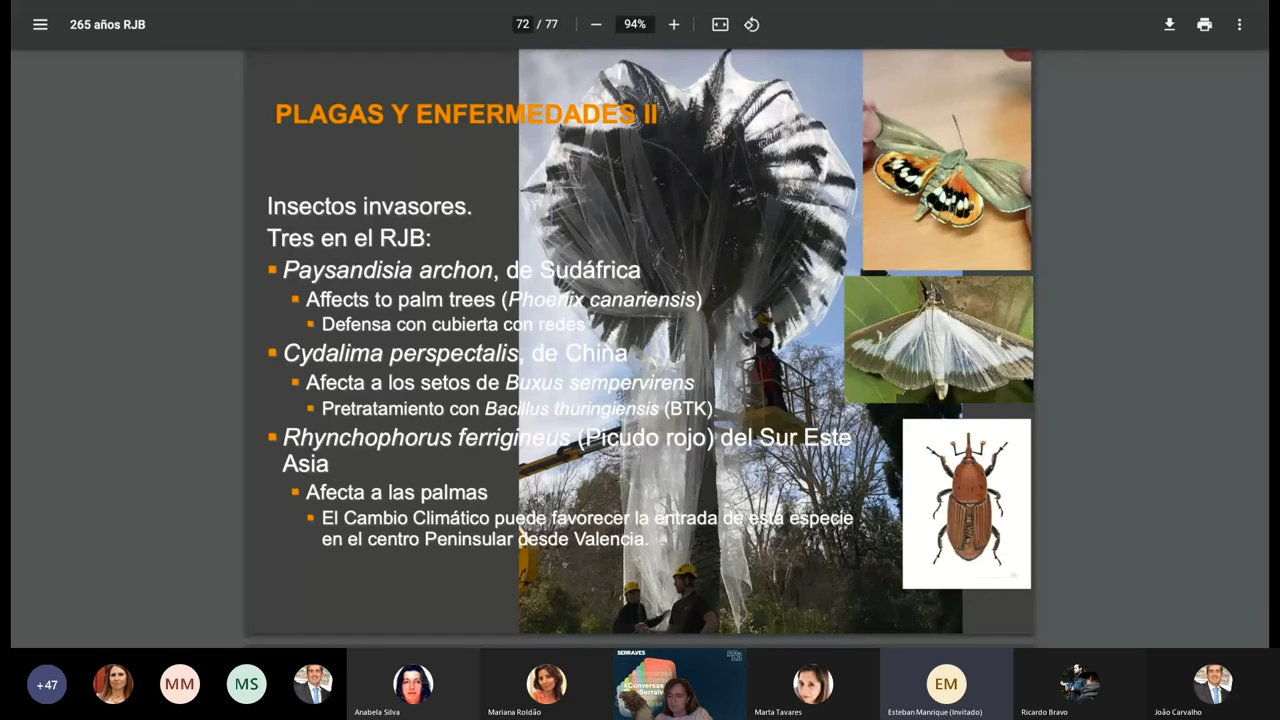 265 años RJB
72 / 77
94%
PLAGAS Y ENFERMEDADES II
Insectos invasores.
Tres en el RJB:
Paysandisia archon, de Sudáfrica
Affects to palm trees (Phoenix canariensis)
Defensa con cubierta con redes
Cydalima perspectalis, de China
Afecta a los setos de Buxus sempervirens
Pretratamiento con Bacillus thuringiensis (BTK)
Rhynchophorus ferrigineus (Picudo rojo) del Sur Este
Asia
Afecta a las palmas
El Cambio Climático puede favorecer la entrada de esta especie
en el centro Peninsular desde Valencia.
+47
MM
MS
SERRALVES
EM
Anabela Silva
Mariana Roldão
Marta Tavares
Esteban Manrique (Invitado)
Ricardo Bravo
João Carvalho